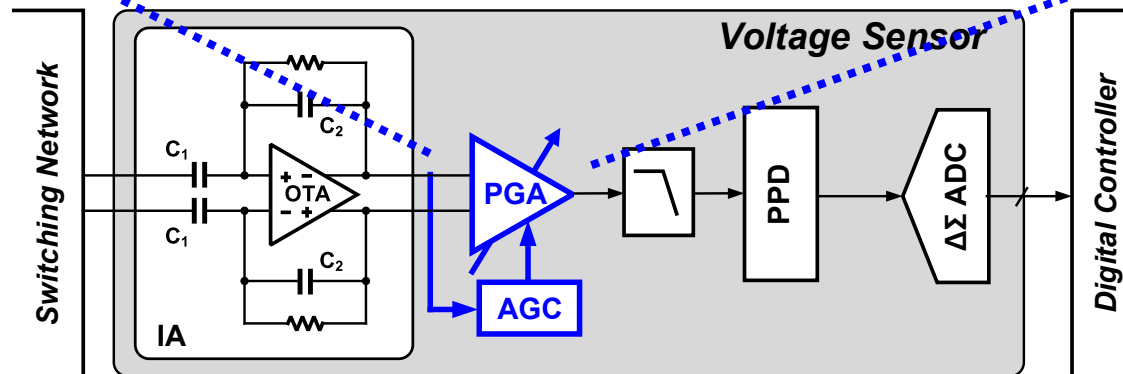 Voltage Sensor
Switching Network
C1
C1
C2
OTA
C2
IA
PGA
AGC
PPD
ΔΣ ADC
Digital Controller